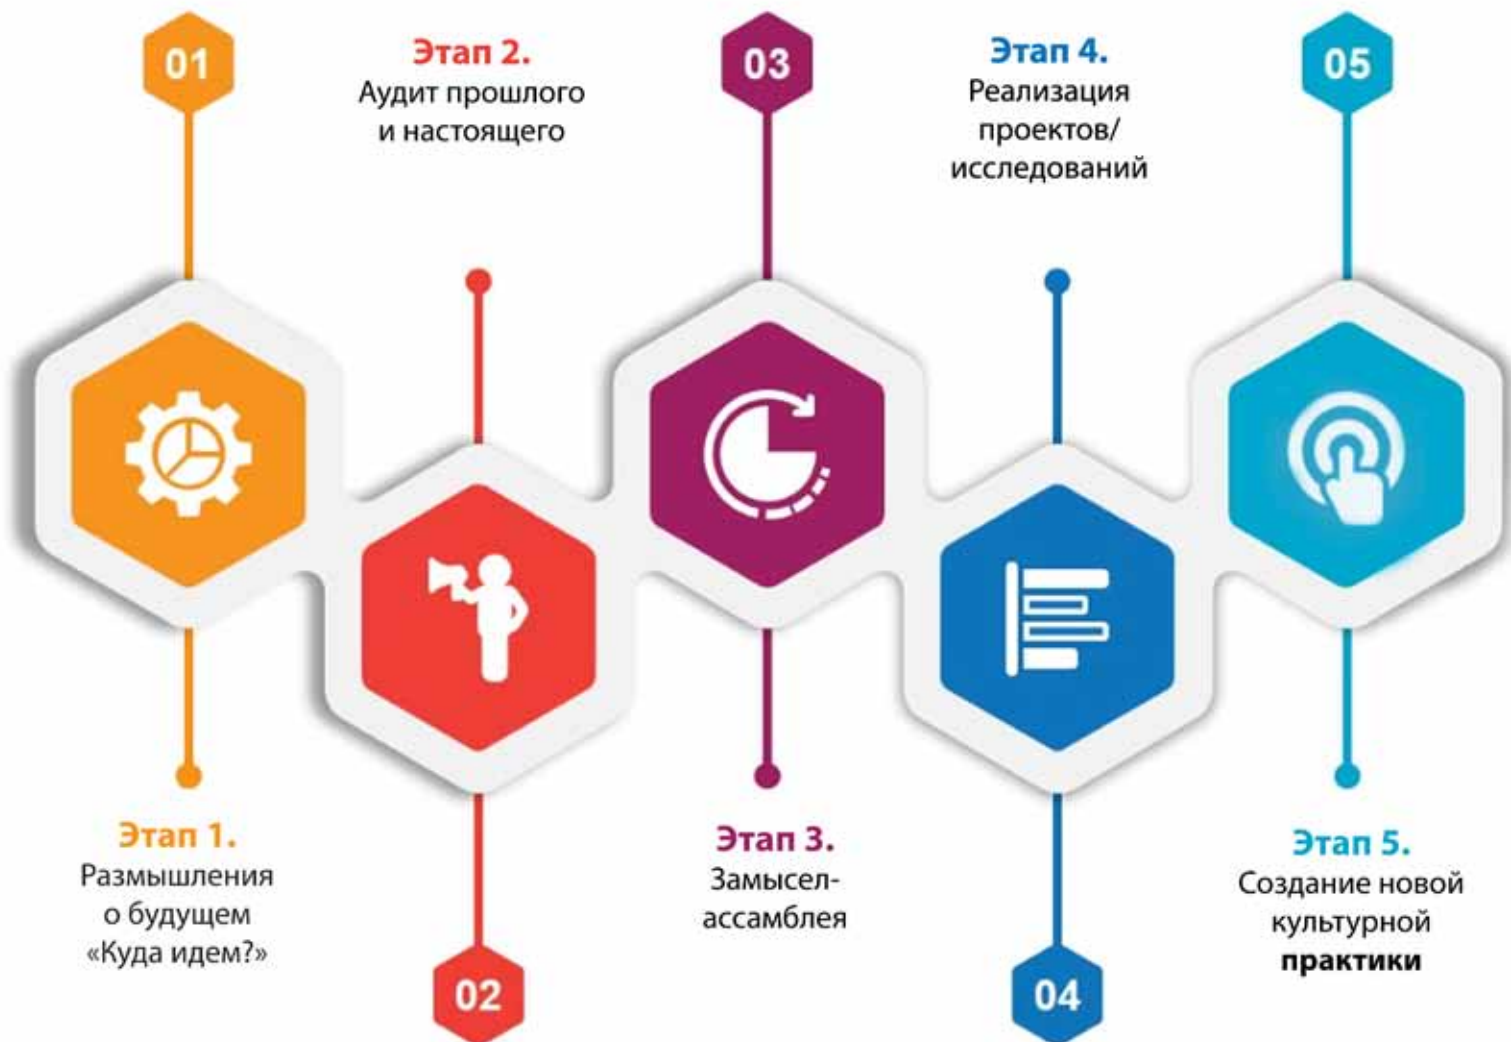 01
Этап 1.
Размышления
о будущем
«Куда идем?»
Этап 2.
Аудит прошлого
и настоящего
02
03
Этап 3.
Замысел-
ассамблея
Этап 4.
Реализация
проектов/
исследований
04
05
Этап 5.
Создание новой
культурной
практики